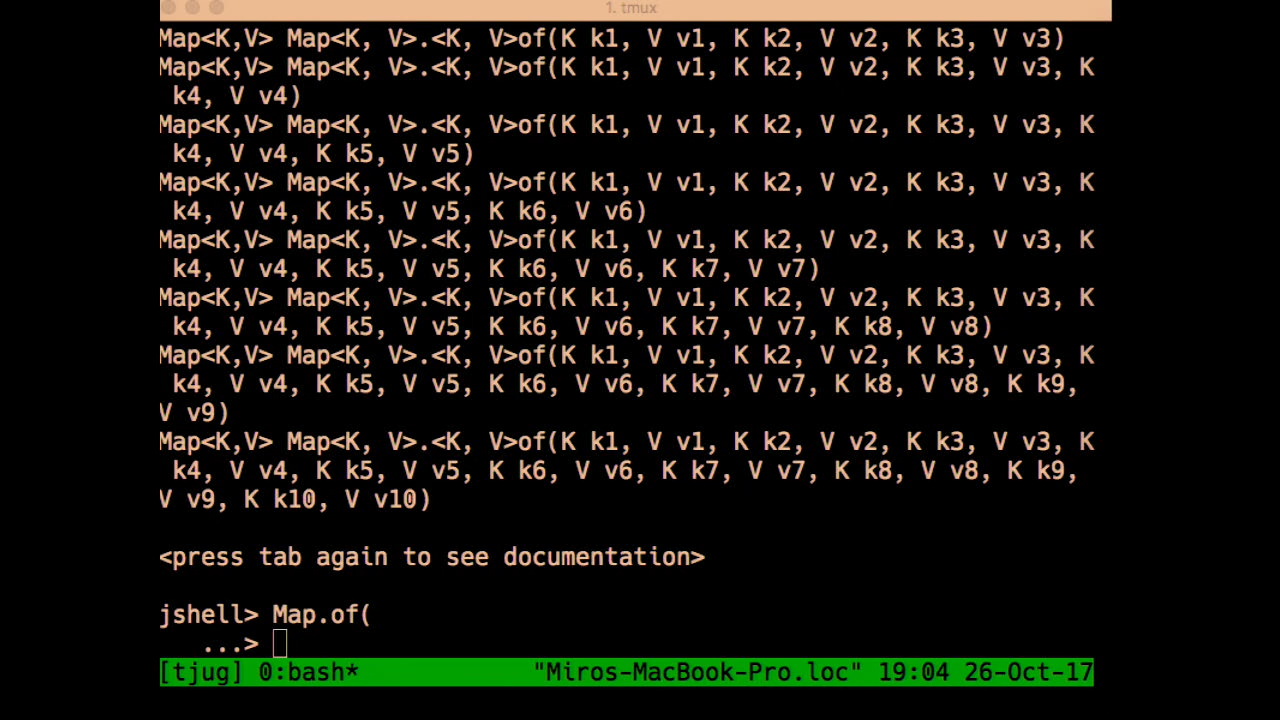 1. tmux
Map<K,V> Map<K, V>.<K, V>of(K k1, V v1, K k2, V v2, K k3, V v3)
Map<K,V> Map<K, V>.<K, V>of(K k1, V v1, K k2, V v2, K k3, V v3, K
k4, V v4)
Map<K,V> Map<K, V>.<K, V>of(K k1, V v1, K k2, V v2, K k3, V v3, K
k4, V v4, K k5, V v5)
Map<K,V> Map<K, V>.<K, V>of(K k1, V v1, K k2, V v2, K k3, V v3, K
k4, V v4, K k5, V v5, K k6, V v6)
Map<K,V> Map<K, V>.<K, V>of(K k1, V v1, K k2, V v2, K k3, V v3, K
k4, V v4, K k5, V v5, K k6, V v6, K k7, V v7)
Map<K,V> Map<K, V>.<K, V>of(K k1, V v1, K k2, V v2, K k3, V v3, K
k4, V v4, K k5, V v5, K k6, V v6, K k7, V v7, K k8, V v8)
Map<K,V> Map<K, V>.<K, V>of(K k1, V v1, K k2, V v2, K k3, V v3, K
k4, V v4, K k5, V v5, K k6, V v6, K k7, V v7, K k8, V v8, K k9,
V v9)
Map<K,V> Map<K, V>.<K, V>of(K k1, V v1, K k2, V v2, K k3, V v3, K
k4, V v4, K k5, V v5, K k6, V v6, K k7, V v7, K k8, V v8, K k9,
V v9, K k10, V v10)
<press tab again to see documentation>
jshell> Map.of(
...>
[tjug] 0:bash* "Miros-MacBook-Pro.loc" 19:04 26-Oct-17